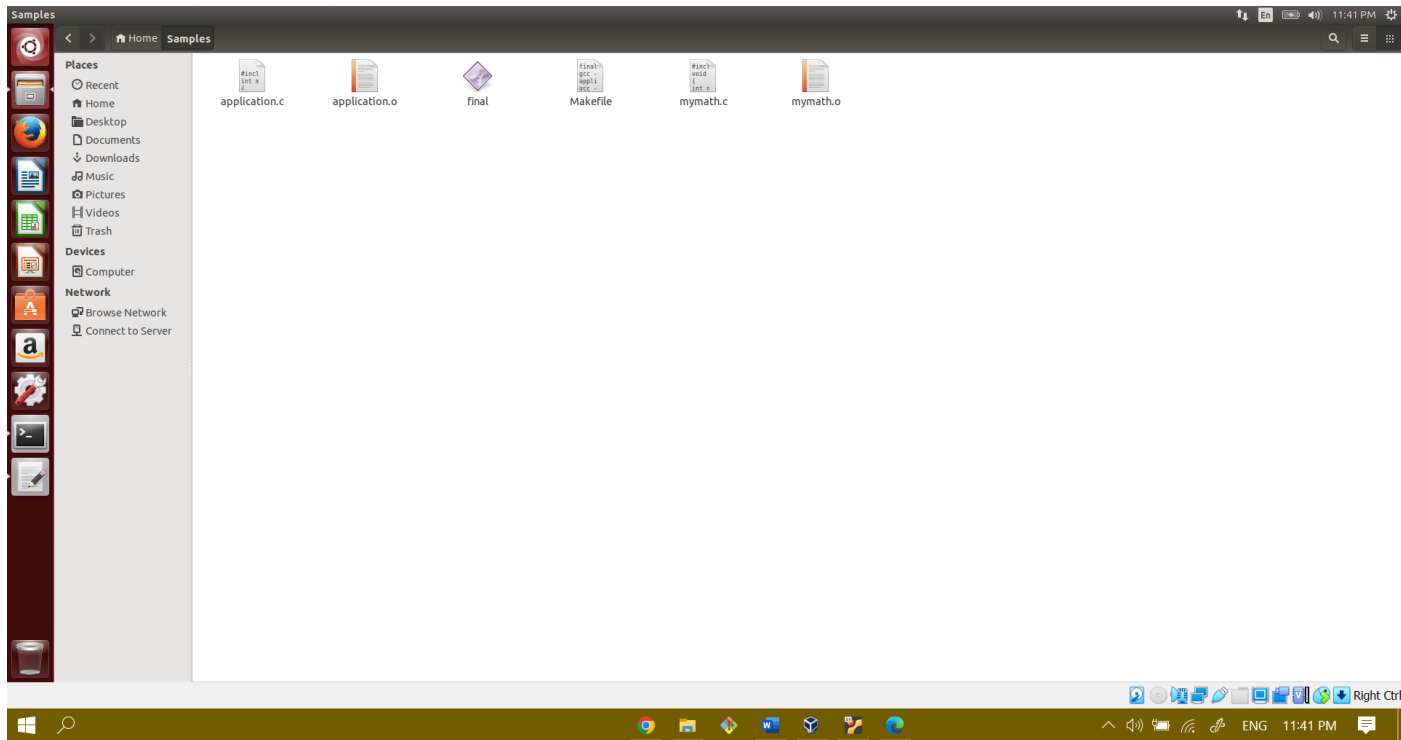 Samples
En
11:41 PM
Home Samples
Places
Recent
Home
Desktop
Documents
Downloads
Music
Pictures
Videos
Trash
Devices
Computer
Network
Browse Network
Connect to Server
#incl
int m
{
application.c
application.o
final
final
gcc -
appli
gcc -
Makefile
#incl
void
{
int n
mymath.c
mymath.o
Right Ctrl
ENG 11:41 PM